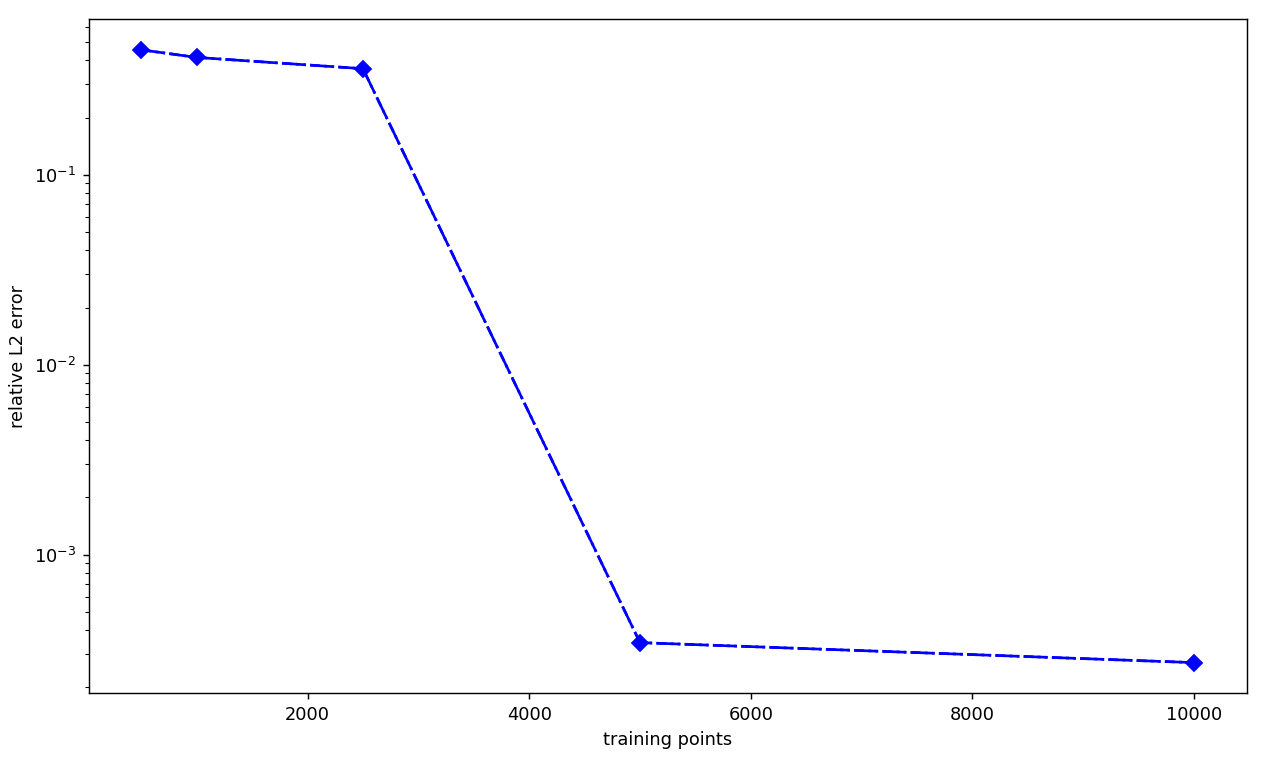 relative L2 error
10⁻¹
10⁻²
10⁻³
2000 4000 6000 8000 10000
training points